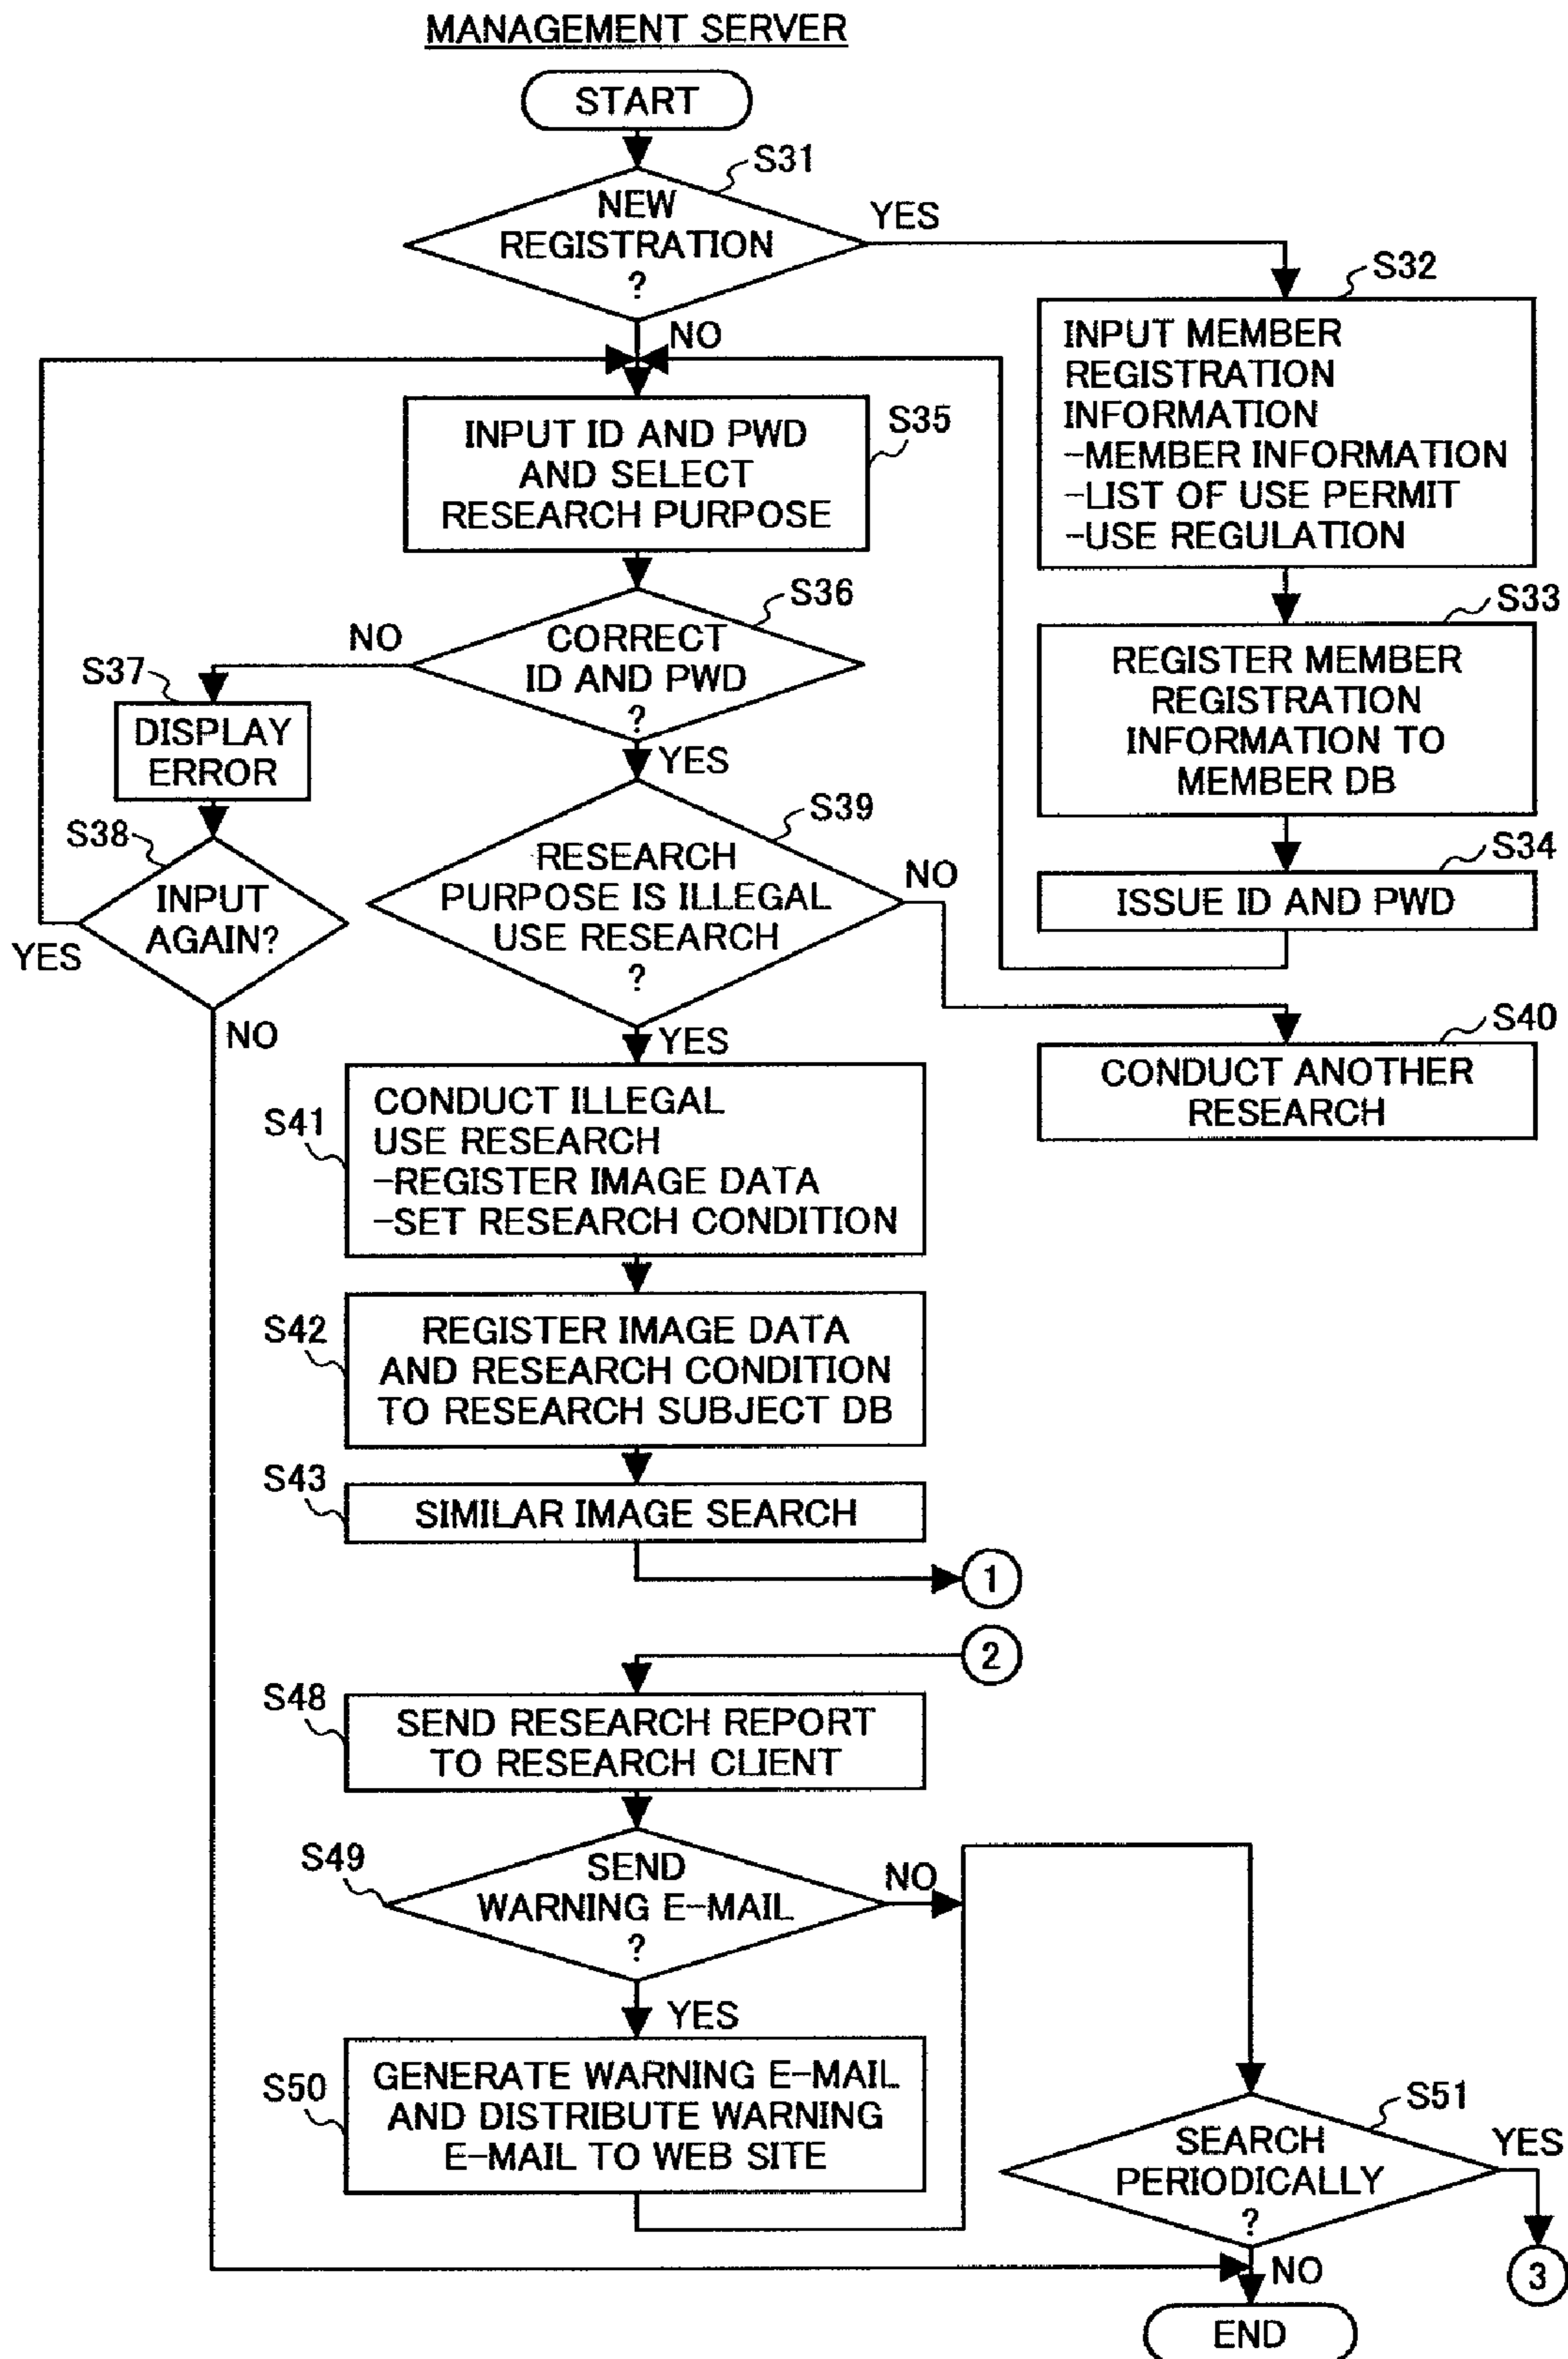 MANAGEMENT SERVER
START
S31
NEW
REGISTRATION
?
YES
NO
S32
INPUT MEMBER
REGISTRATION
INFORMATION
-MEMBER INFORMATION
-LIST OF USE PERMIT
-USE REGULATION
S35
INPUT ID AND PWD
AND SELECT
RESEARCH PURPOSE
S36
CORRECT
ID AND PWD
?
NO
YES
S33
REGISTER MEMBER
REGISTRATION
INFORMATION TO
MEMBER DB
S37
DISPLAY
ERROR
S38
INPUT
AGAIN?
YES
NO
S39
RESEARCH
PURPOSE IS ILLEGAL
USE RESEARCH
?
NO
YES
S34
ISSUE ID AND PWD
S40
CONDUCT ANOTHER
RESEARCH
S41
CONDUCT ILLEGAL
USE RESEARCH
-REGISTER IMAGE DATA
-SET RESEARCH CONDITION
S42
REGISTER IMAGE DATA
AND RESEARCH CONDITION
TO RESEARCH SUBJECT DB
S43
SIMILAR IMAGE SEARCH
1
2
S48
SEND RESEARCH REPORT
TO RESEARCH CLIENT
S49
SEND
WARNING E-MAIL
?
NO
YES
S50
GENERATE WARNING E-MAIL
AND DISTRIBUTE WARNING
E-MAIL TO WEB SITE
S51
SEARCH
PERIODICALLY
?
YES
NO
3
END